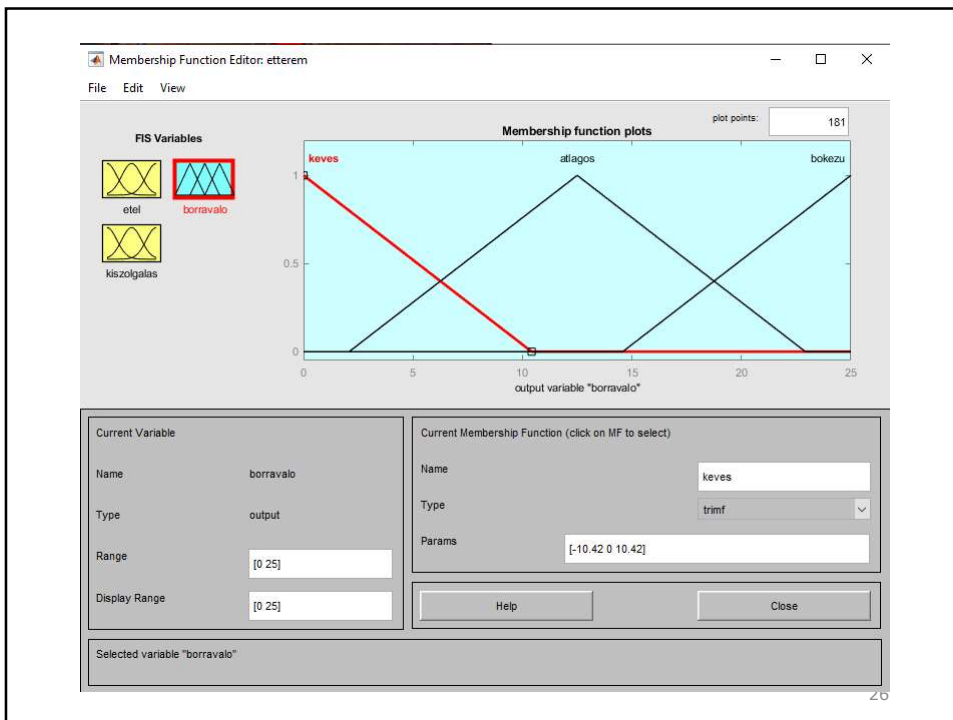 Membership Function Editor: etterem
File Edit View
FIS Variables
etel
borravalo
kiszolgalas
plot points:
181
Membership function plots
keves
atlagos
bokezu
1
0.5
0
0 5 10 15 20 25
output variable "borravalo"
Current Variable
Name borravalo
Type output
Range [0 25]
Display Range [0 25]
Current Membership Function (click on MF to select)
Name keves
Type trimf
Params [-10.42 0 10.42]
Help Close
Selected variable "borravalo"
26